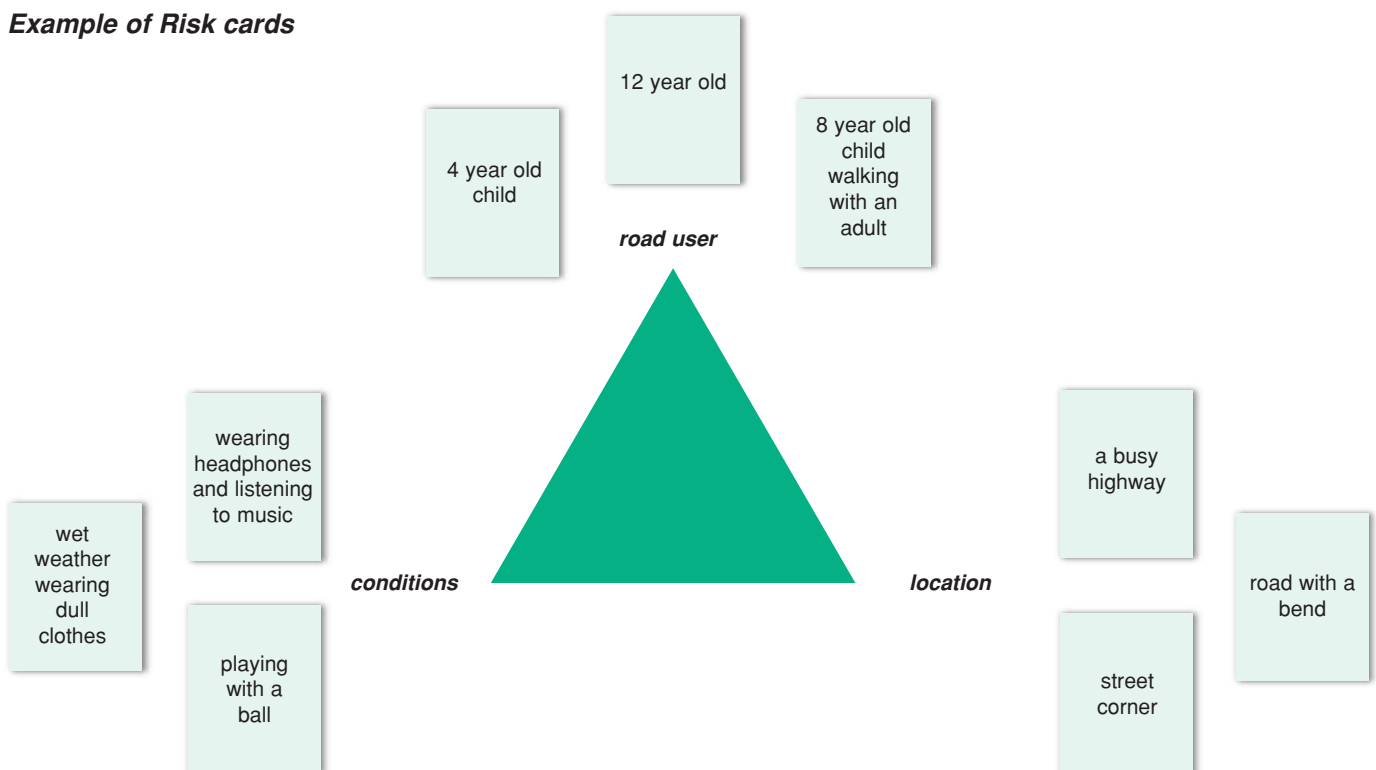 Example of Risk cards
12 year old
4 year old
child
8 year old
child
walking
with an
adult
road user
wearing
headphones
and listening
to music
wet
weather
wearing
dull
clothes
conditions
playing
with a
ball
a busy
highway
location
road with a
bend
street
corner